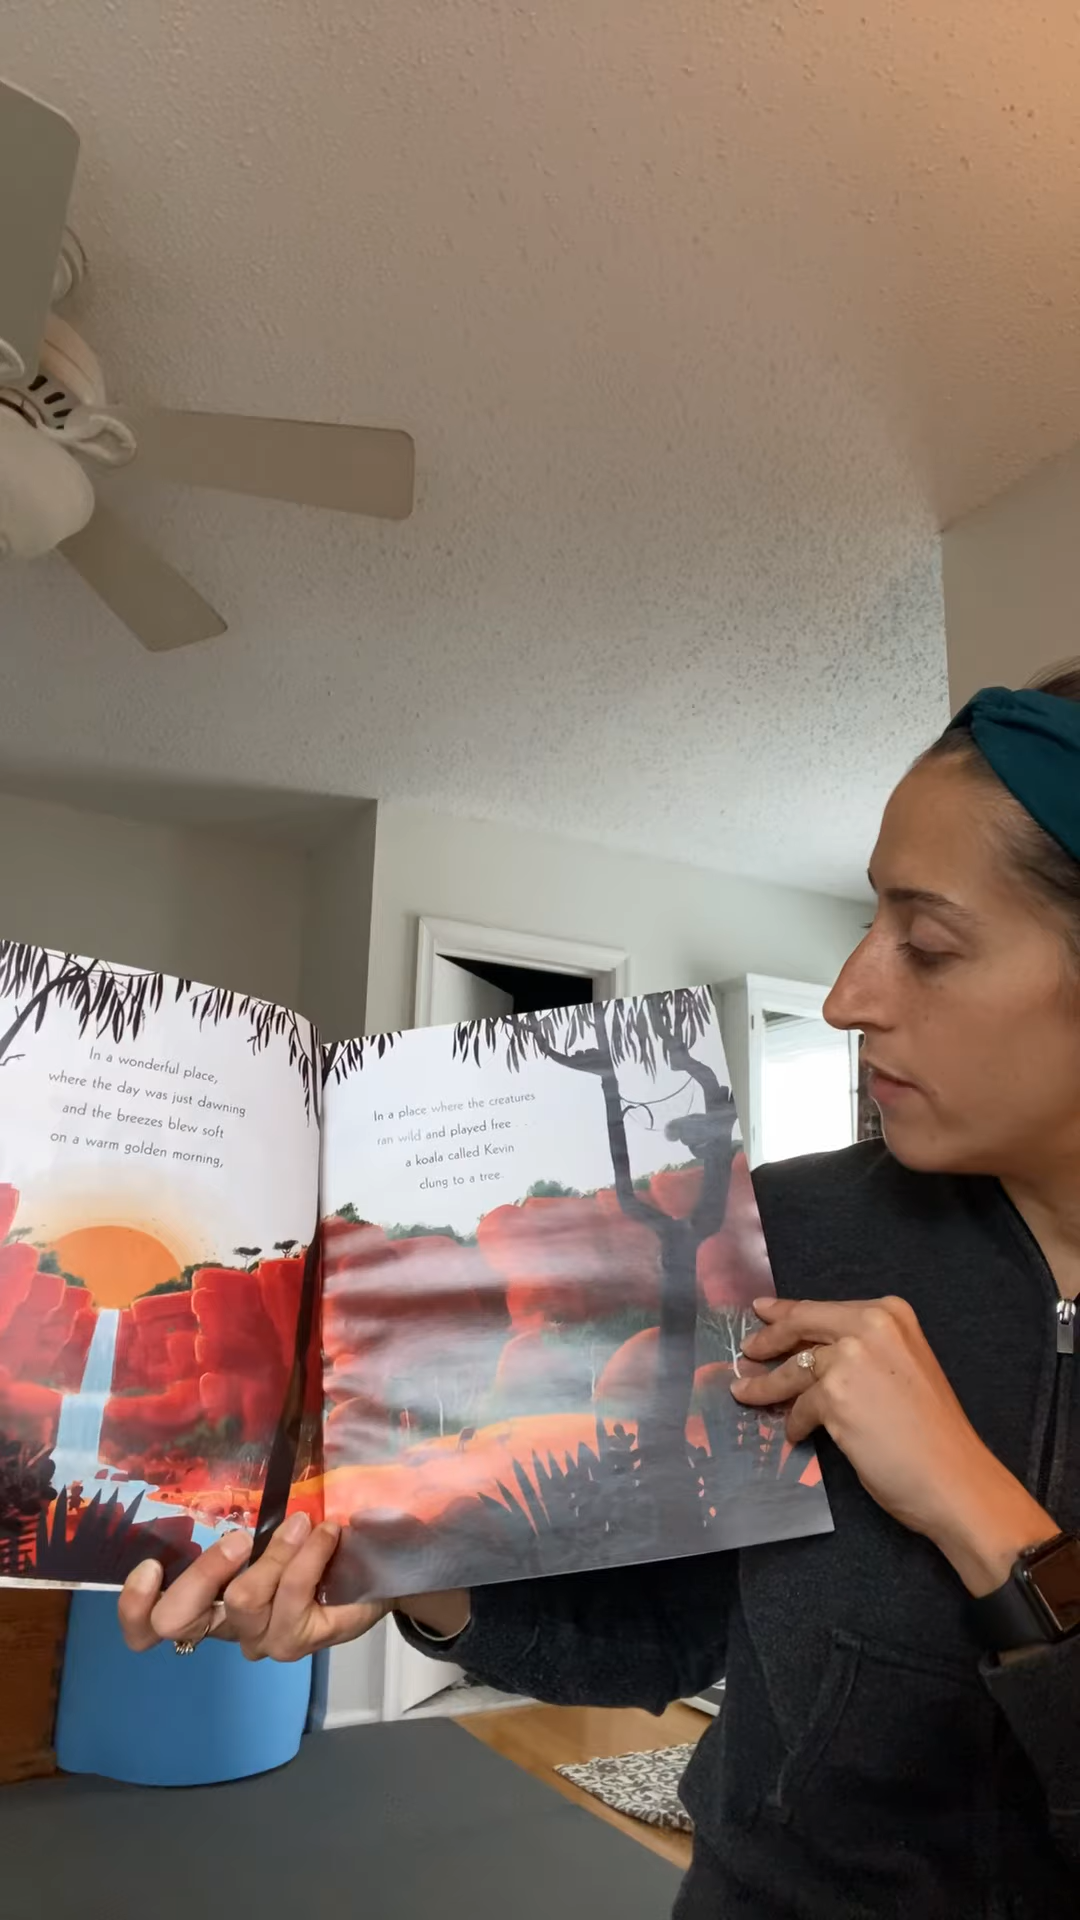 In a wonderful place,
where the day was just dawning
and the breezes blew soft
on a warm golden morning,
In a place where the creatures
ran wild and played free . . .
a koala called Kevin
clung to a tree.